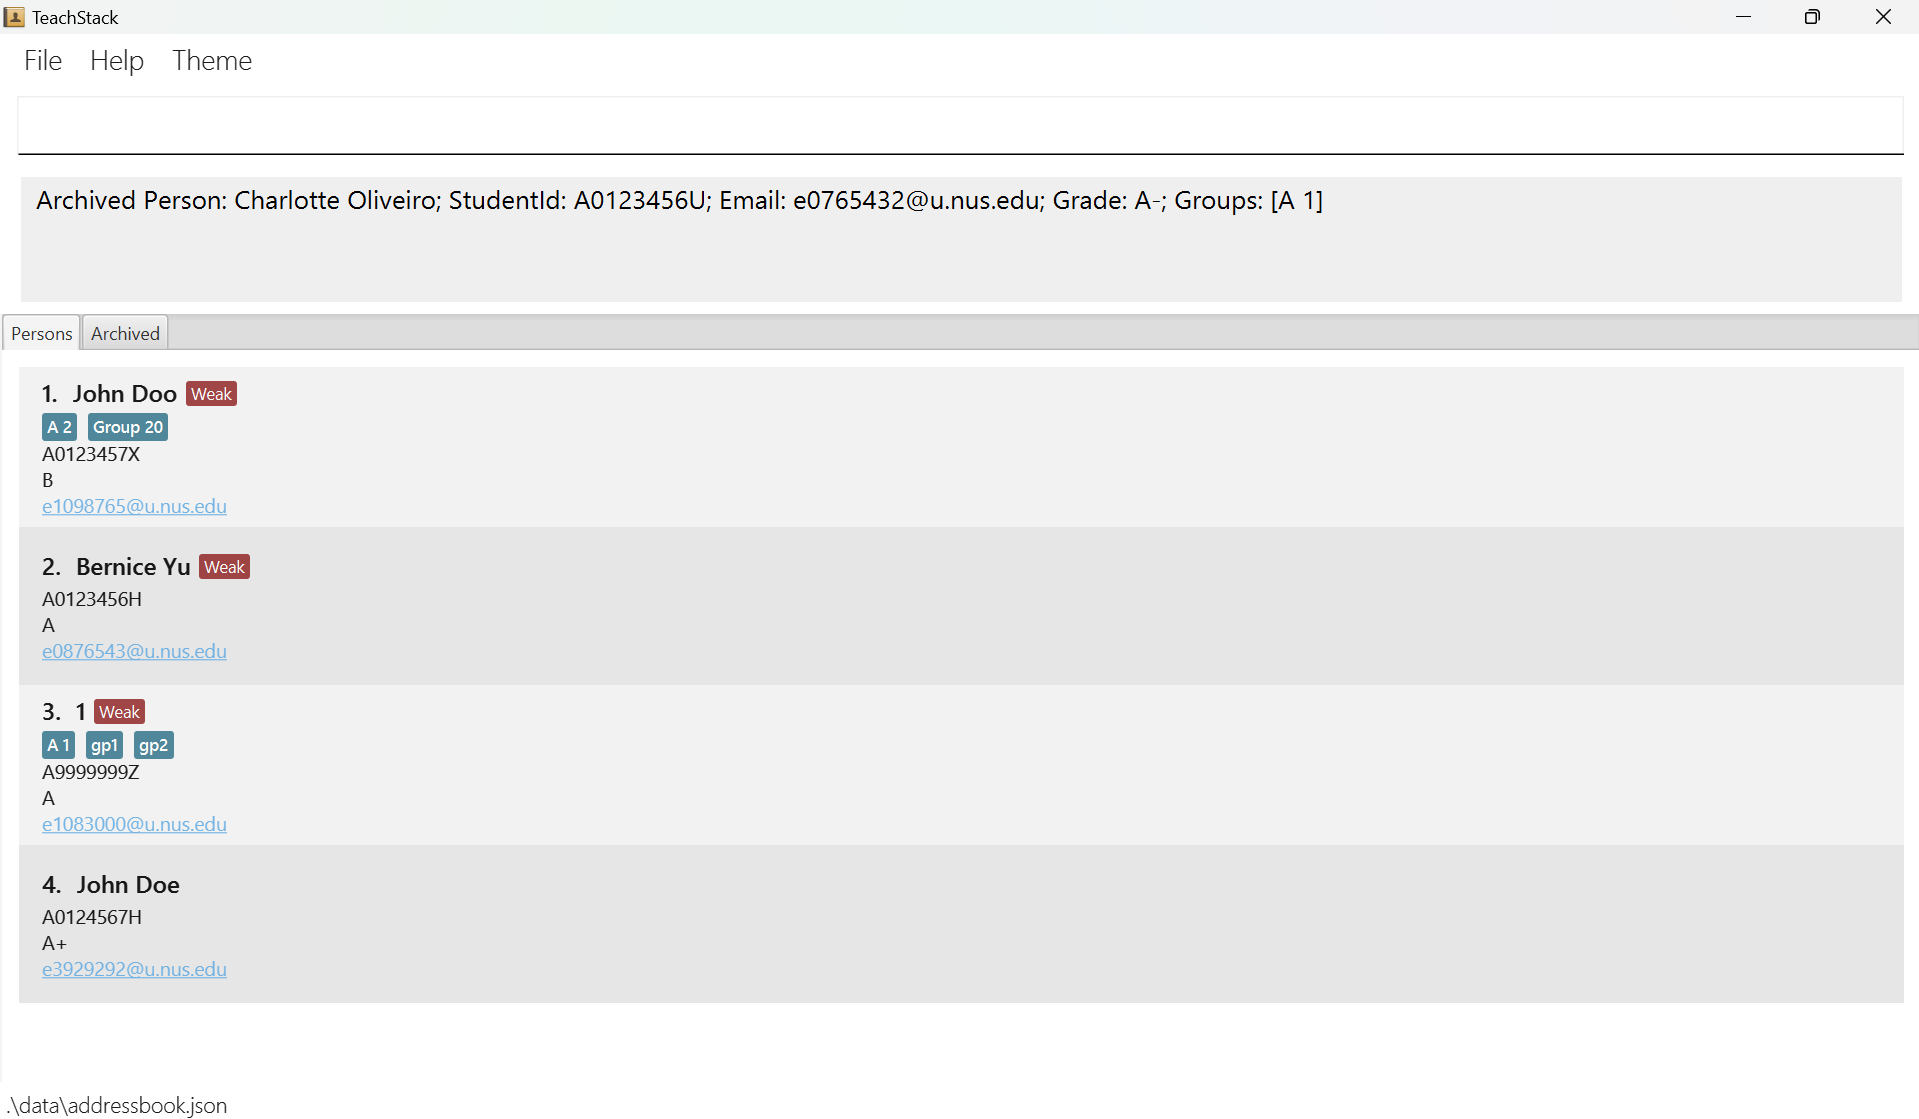 TeachStack
File Help Theme
Archived Person: Charlotte Oliveiro; StudentId: A0123456U; Email: e0765432@u.nus.edu; Grade: A-; Groups: [A 1]
Persons Archived
1. John Doo Weak
A 2 Group 20
A0123457X
B
e1098765@u.nus.edu
2. Bernice Yu Weak
A0123456H
A
e0876543@u.nus.edu
3. 1 Weak
A 1 gp1 gp2
A9999999Z
A
e1083000@u.nus.edu
4. John Doe
A0124567H
A+
e3929292@u.nus.edu
.\data\addressbook.json